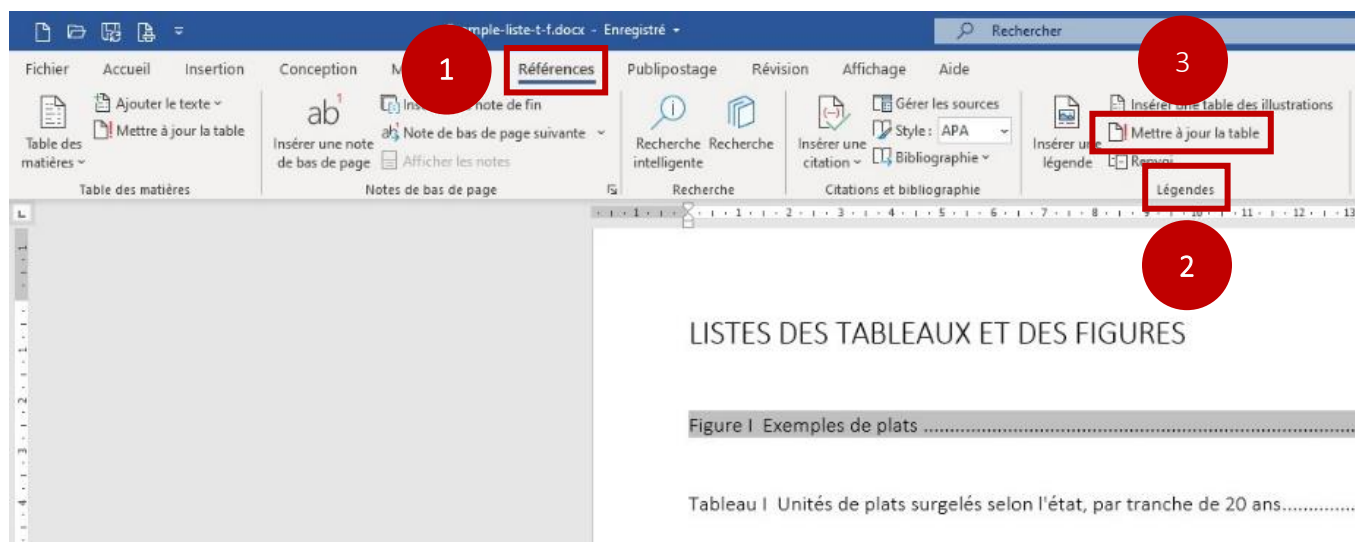 mple-liste-t-f.docx - Enregistré
Rechercher
Fichier Accueil Insertion Conception M Références Publipostage Révision Affichage Aide
1
3
2
Table des matières
Ajouter le texte
Mettre à jour la table
Table des matières
ab1
Insérer une note de bas de page
Ins note de fin
ab1 Note de bas de page suivante
Afficher les notes
Notes de bas de page
Recherche intelligente
Recherche
Recherche
Insérer une citation
Gérer les sources
Style : APA
Bibliographie
Citations et bibliographie
Insérer une légende
Insérer une table des illustrations
Mettre à jour la table
Renvoi
Légendes
LISTES DES TABLEAUX ET DES FIGURES
Figure I Exemples de plats ................................................................
Tableau I Unités de plats surgelés selon l'état, par tranche de 20 ans..............